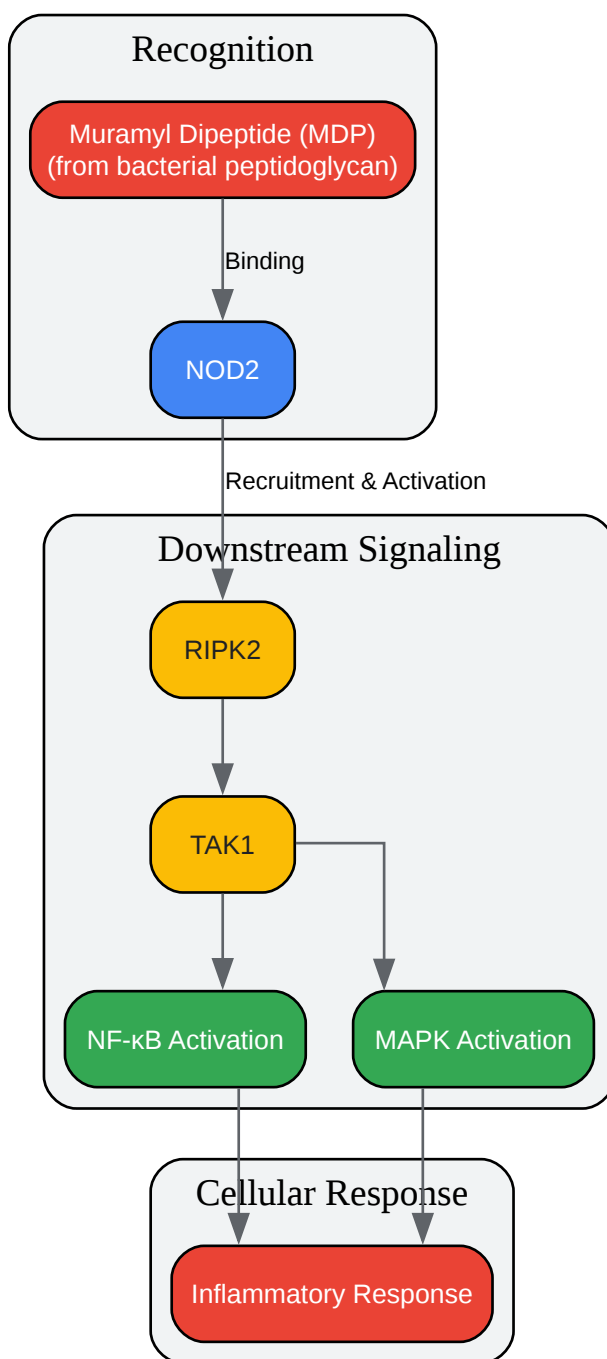 Recognition
Muramyl Dipeptide (MDP)
(from bacterial peptidoglycan)
Binding
NOD2
Recruitment & Activation
Downstream Signaling
RIPK2
TAK1
NF-κB Activation
MAPK Activation
Cellular Response
Inflammatory Response